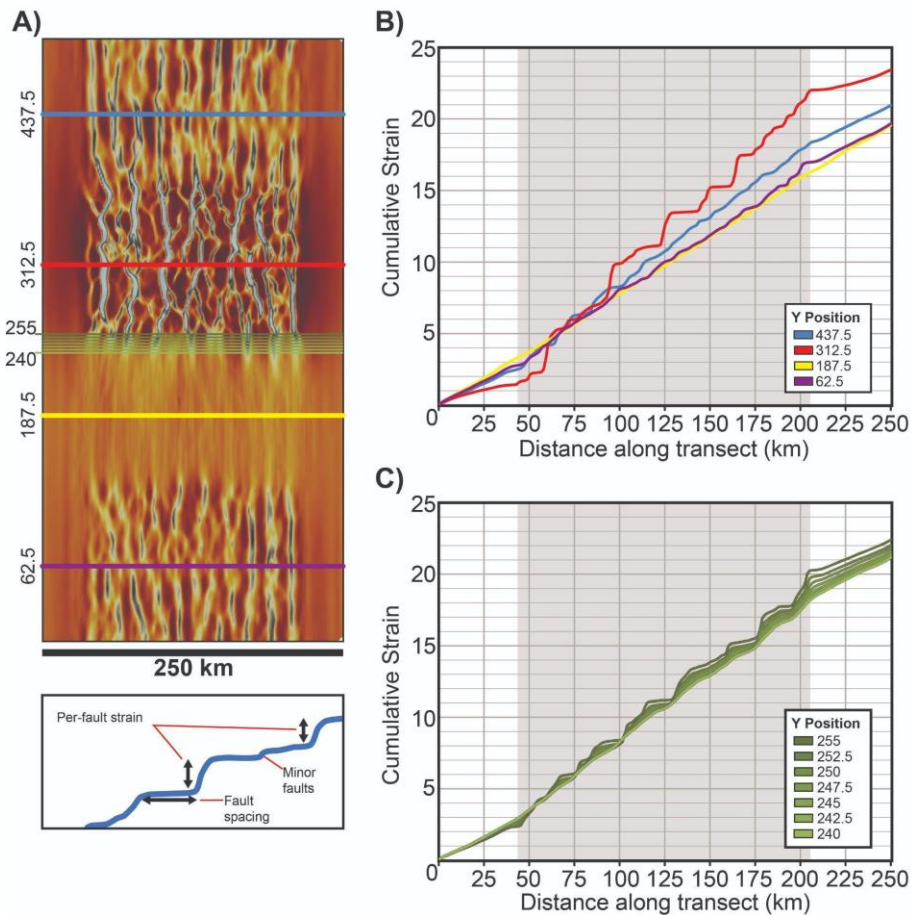 A)
437.5
312.5
255
240
187.5
62.5
250 km
Per-fault strain
Minor
faults
Fault
spacing
B)
25
20
15
10
5
0
Cumulative Strain
25 50 75 100 125 150 175 200 225 250
Distance along transect (km)
Y Position
437.5
312.5
187.5
62.5
C)
25
20
15
10
5
0
Cumulative Strain
25 50 75 100 125 150 175 200 225 250
Distance along transect (km)
Y Position
255
252.5
250
247.5
245
242.5
240